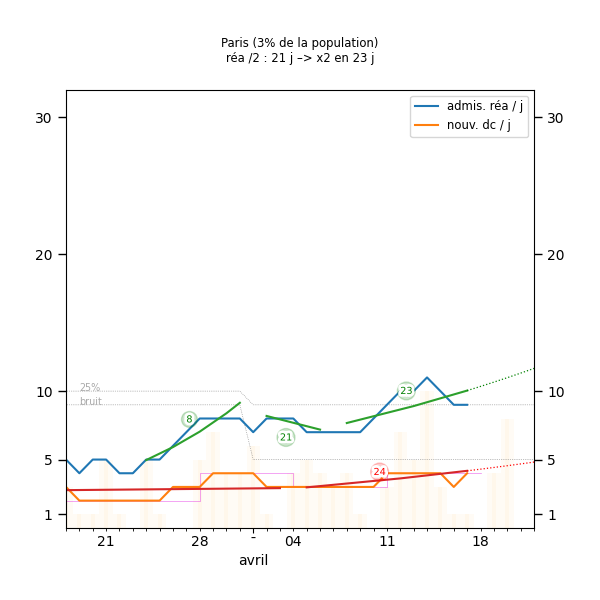 Paris (3% de la population)
réa /2 : 21 j –> x2 en 23 j
admis. réa / j
nouv. dc / j
30 30
20 20
25%
10 23 10
bruit
8
21
5 5
24
1 1
21 28 - 04 11 18
avril